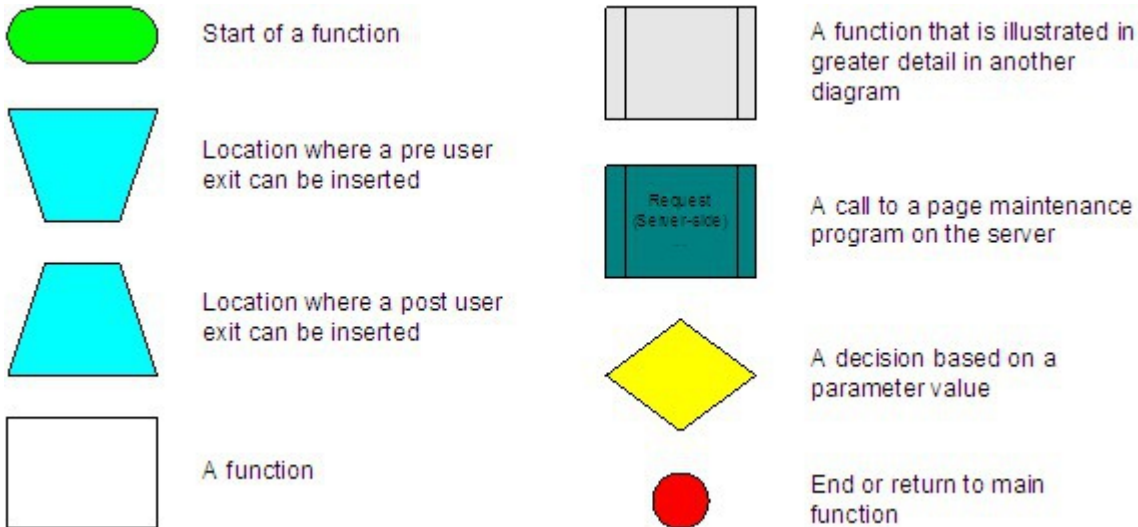 Start of a function
Location where a pre user
exit can be inserted
Location where a post user
exit can be inserted
A function
A function that is illustrated in
greater detail in another
diagram
Request
(Server-side)
...
A call to a page maintenance
program on the server
A decision based on a
parameter value
End or return to main
function